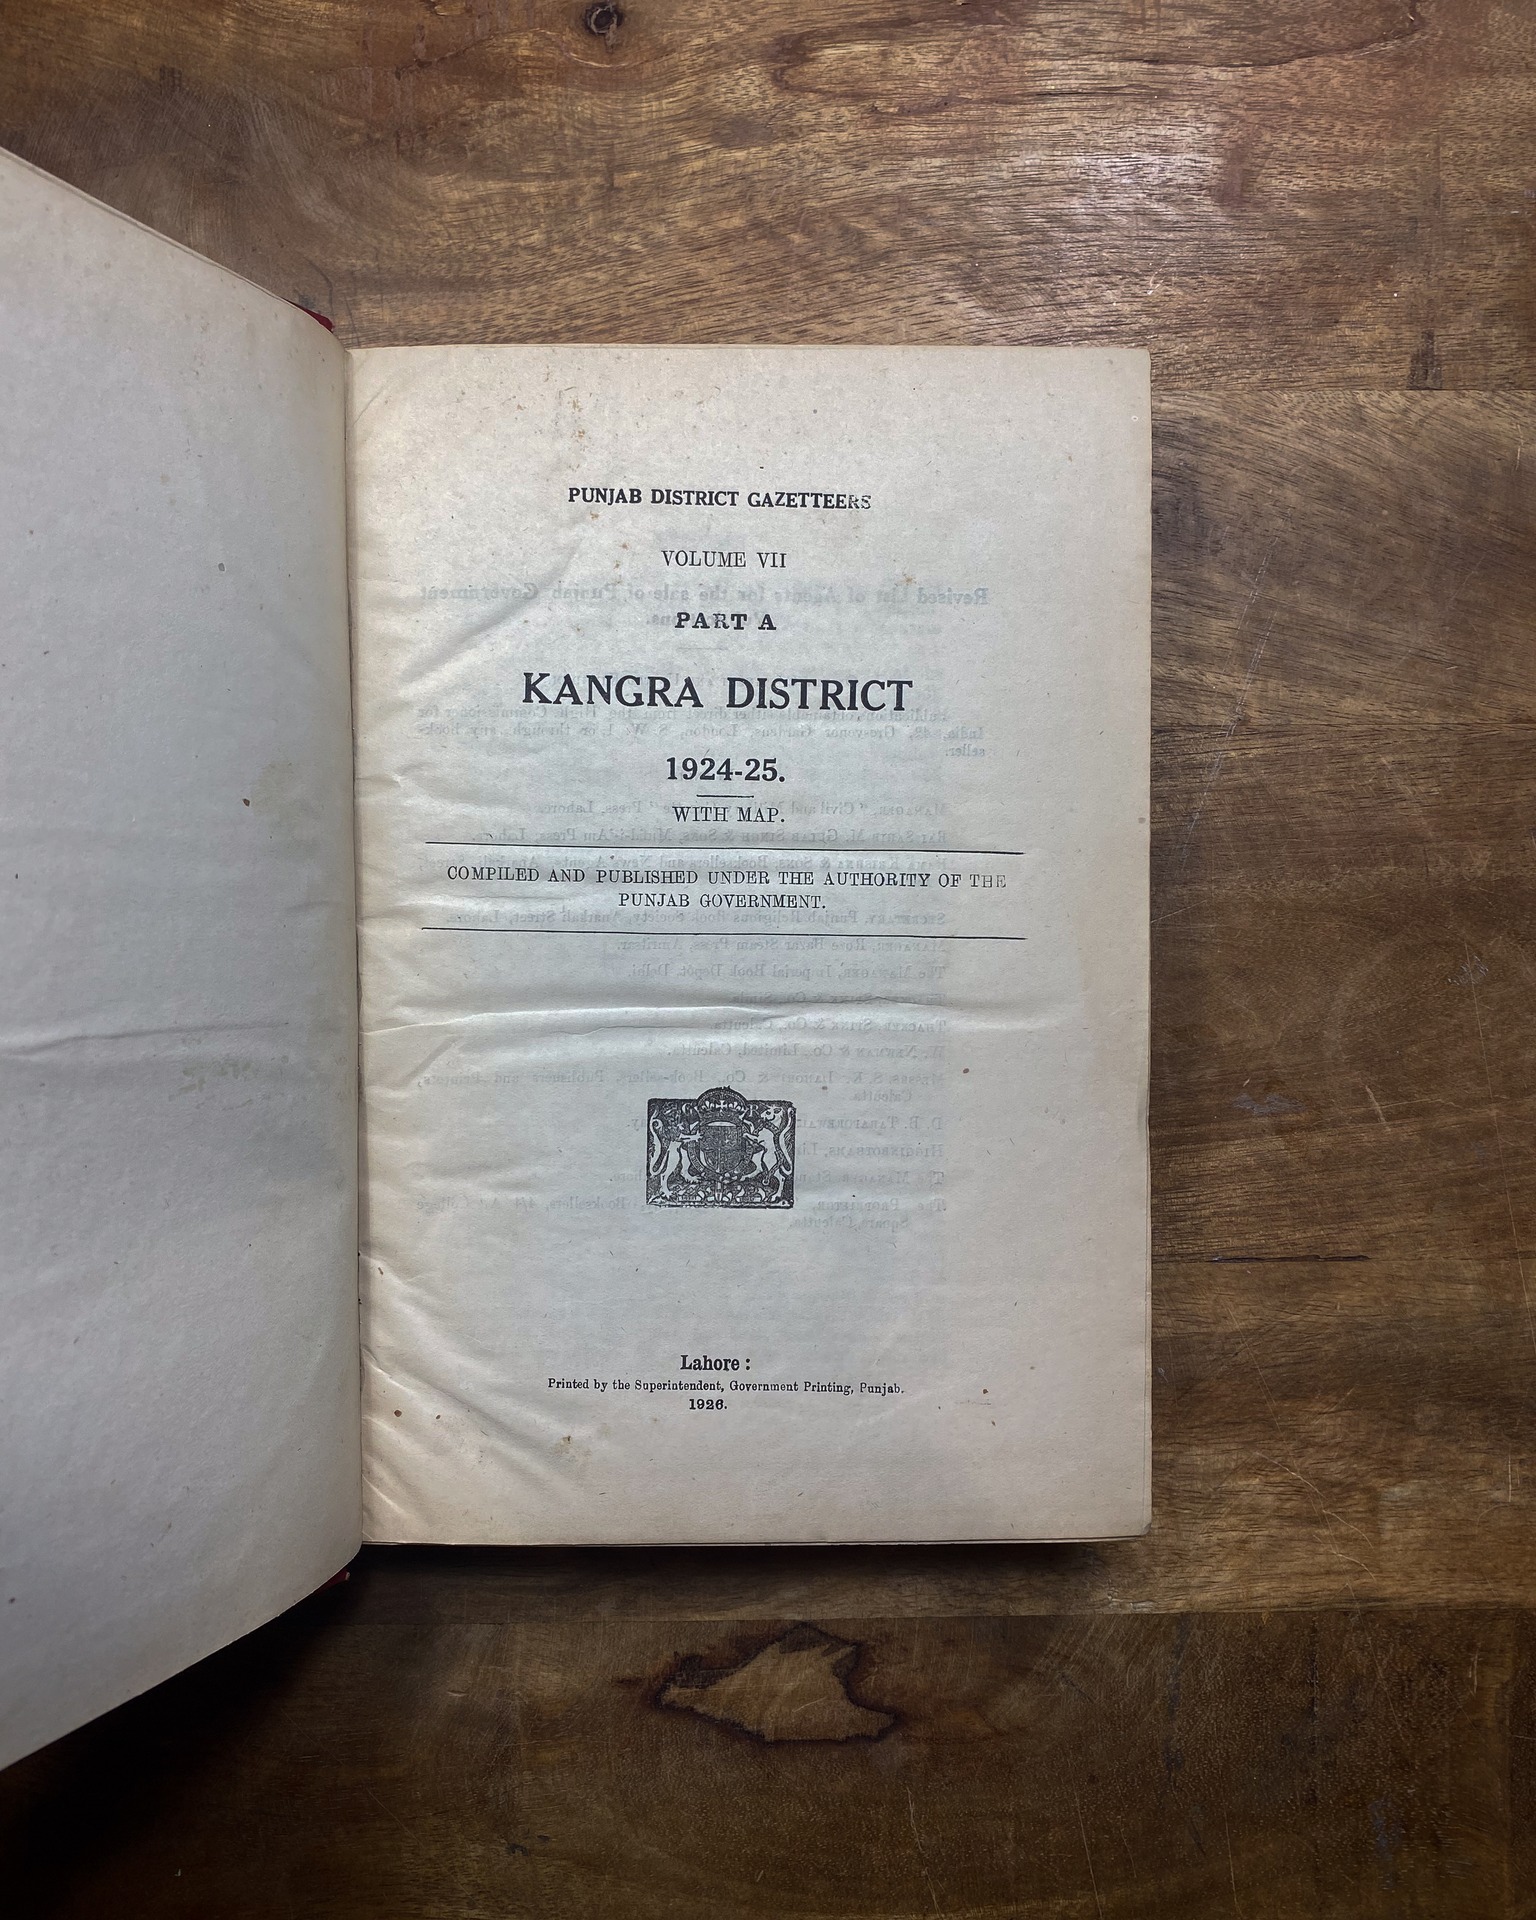 PUNJAB DISTRICT GAZETTEERS
VOLUME VII
PART A
KANGRA DISTRICT
1924-25.
WITH MAP.
COMPILED AND PUBLISHED UNDER THE AUTHORITY OF THE
PUNJAB GOVERNMENT.
G R
Lahore :
Printed by the Superintendent, Government Printing, Punjab.
1926.